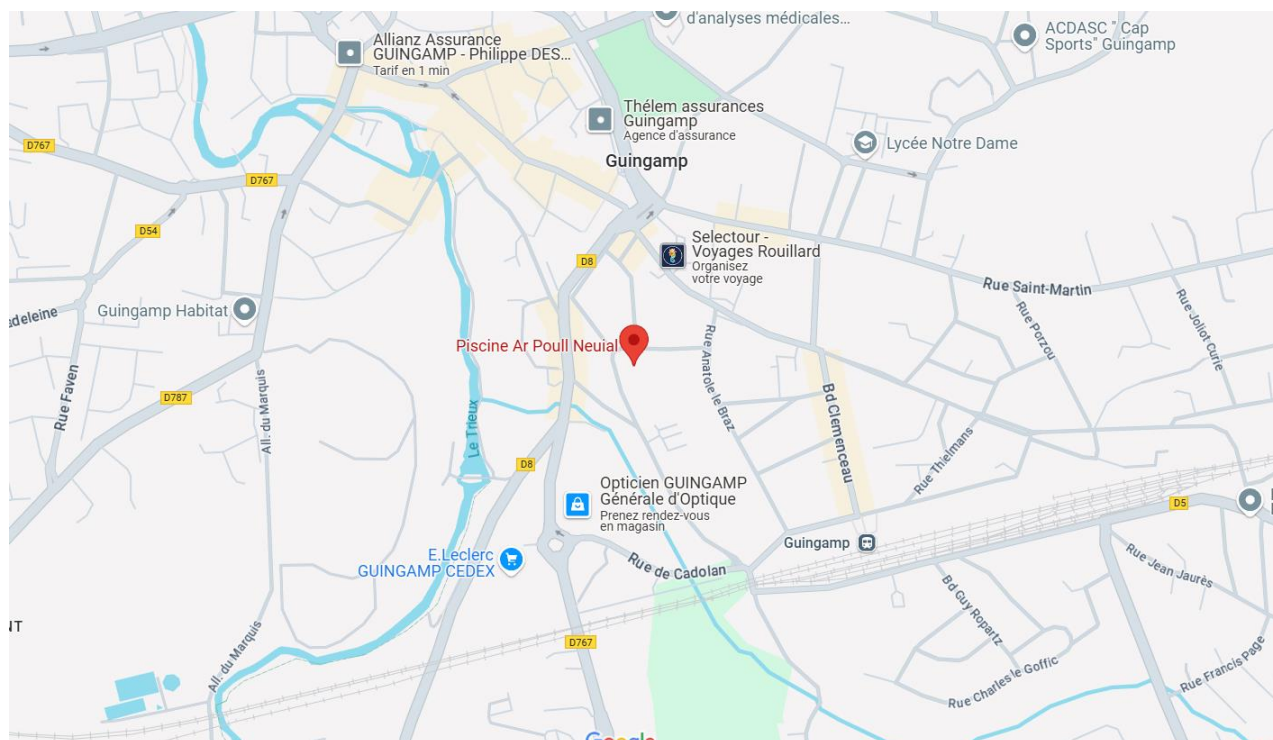 d'analyses médicales...
ACDASC " Cap
Sports" Guingamp
Allianz Assurance
GUINGAMP - Philippe DES...
Tarif en 1 min
Thélem assurances
Guingamp
Agence d'assurance
Lycée Notre Dame
D767
Guingamp
D767
D54
Selectour -
Voyages Rouillard
Organisez
votre voyage
D8
Rue Saint-Martin
Guingamp Habitat
adeleine
Rue Porzou
Rue Joliot Curie
Piscine Ar Poull Neuial
Rue Anatole le Braz
Rue Faven
D787
All. du Marquis
Le Trieux
Bd Clemenceau
Rue Thielmans
D8
Opticien GUINGAMP
Générale d'Optique
Prenez rendez-vous
en magasin
D5
Guingamp
E.Leclerc
GUINGAMP CEDEX
Rue de Cadolan
Rue Jean Jaurès
Bd Guy Ropartz
NT
D767
All. du Marquis
Rue Charles le Goffic
Rue Francis Page
Google